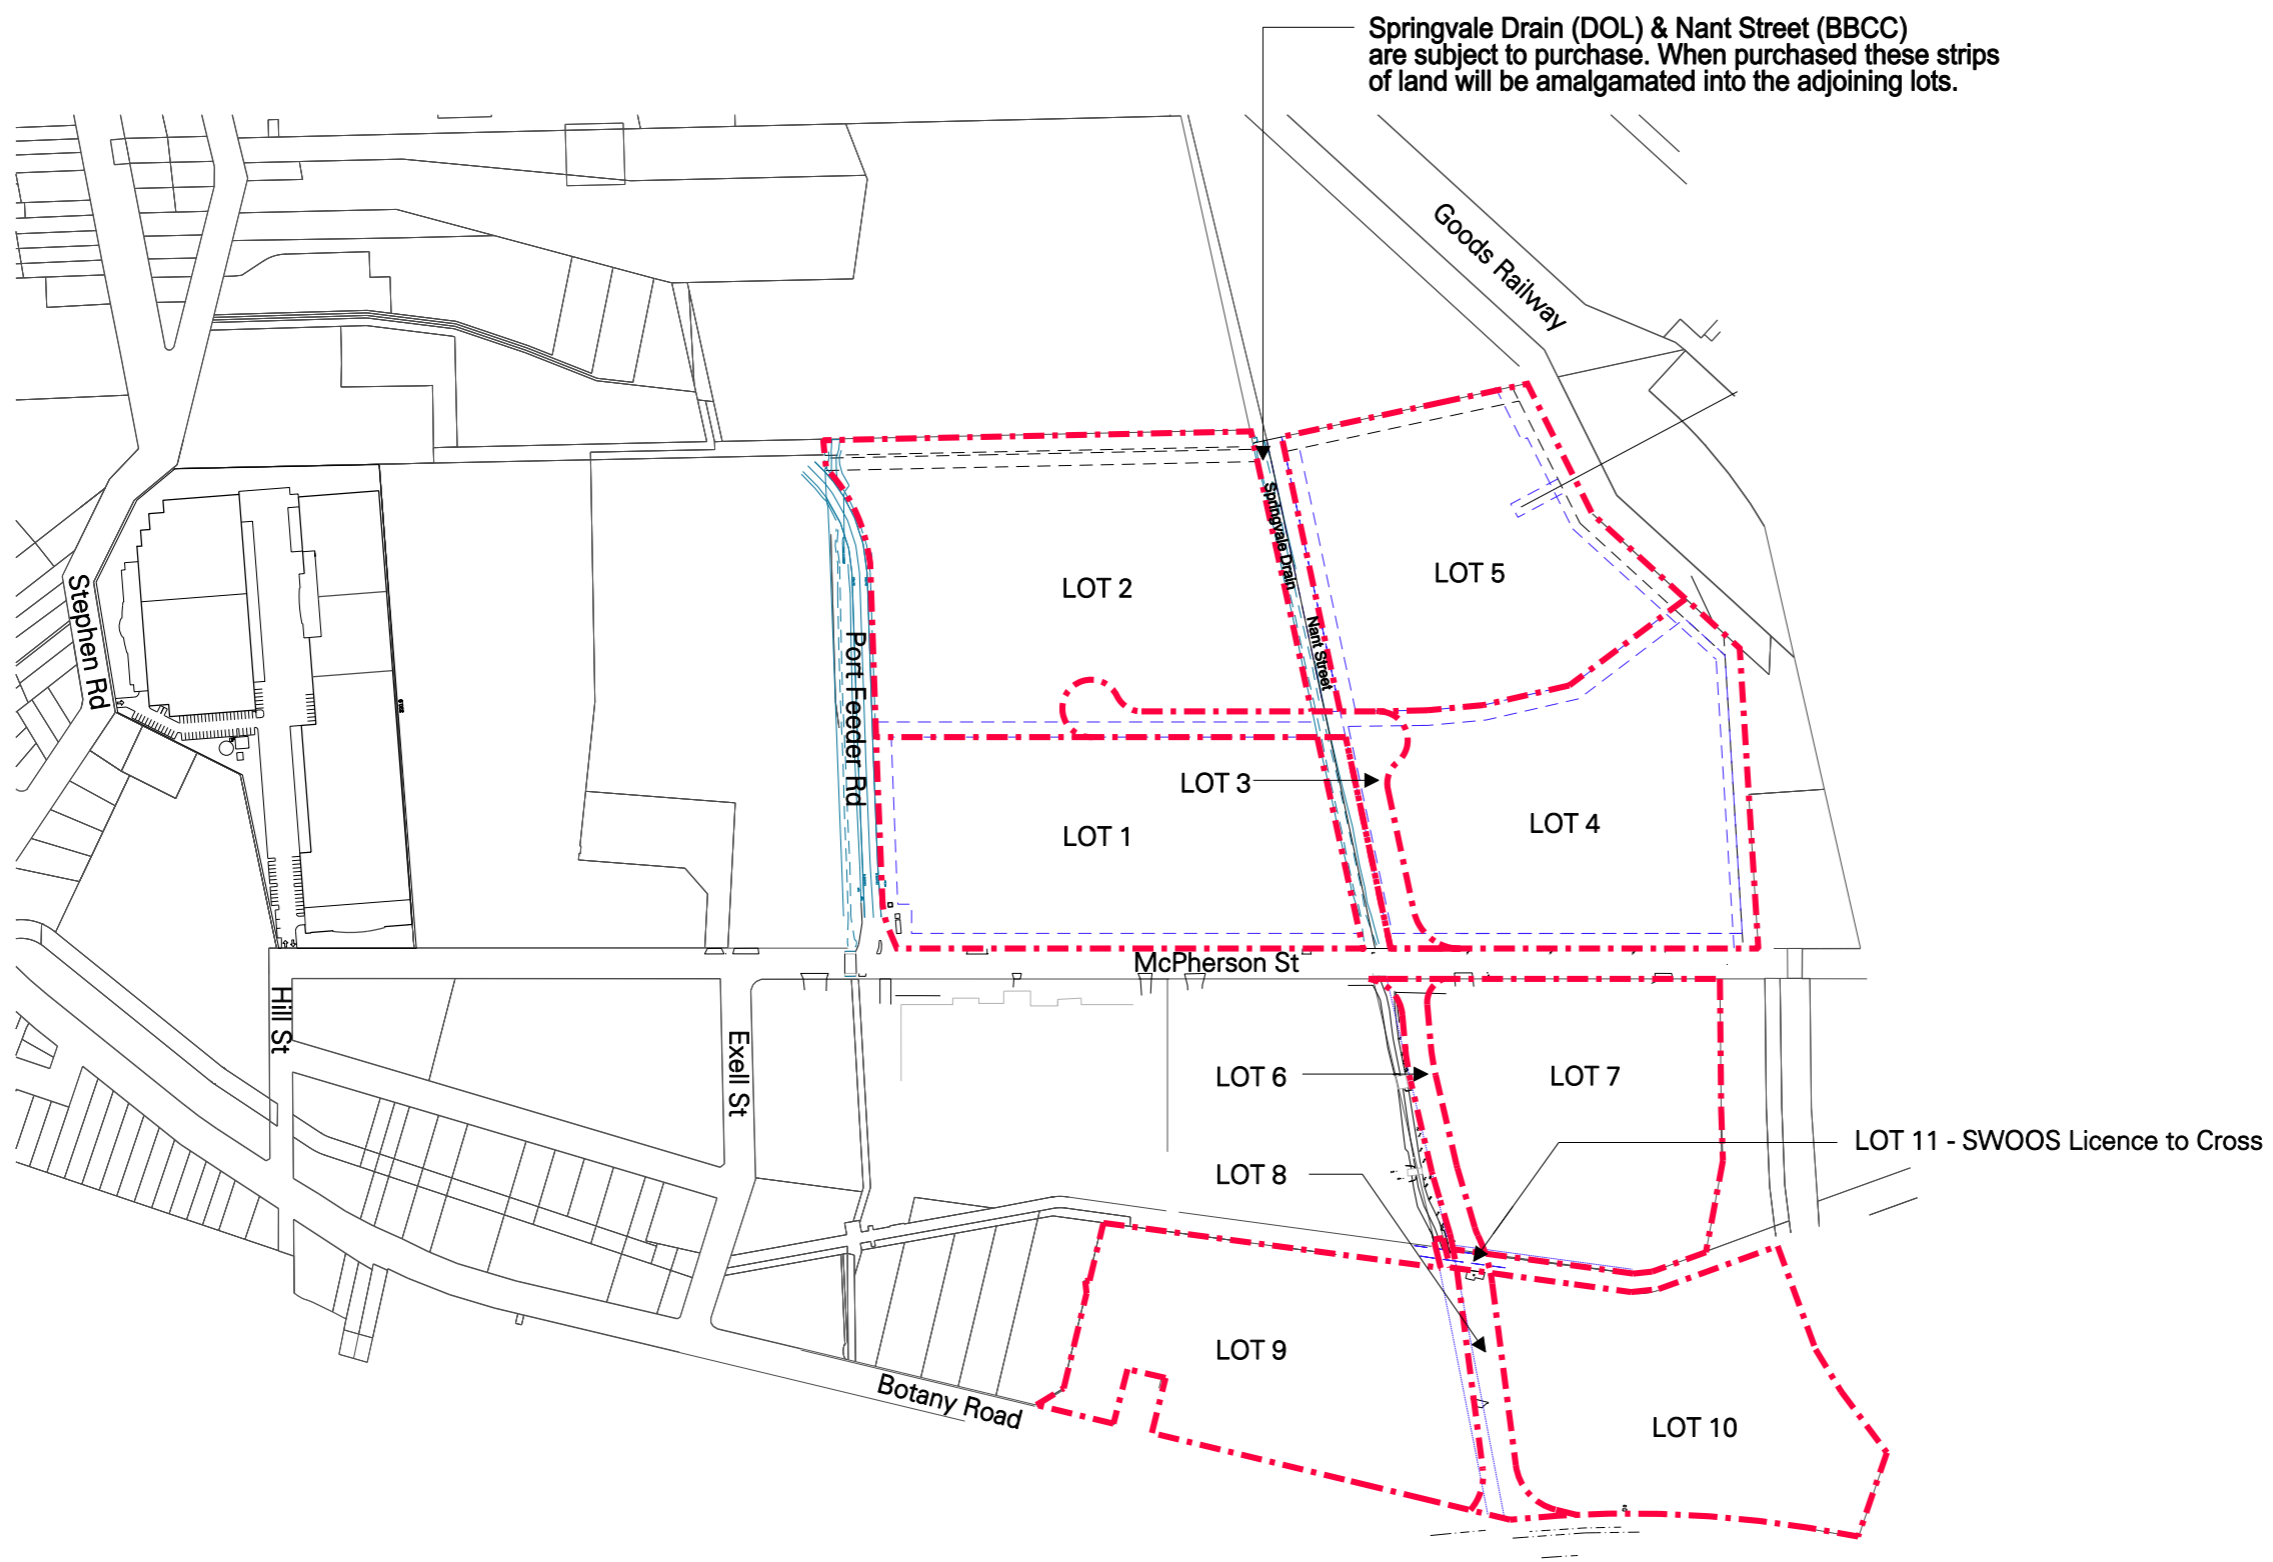 Springvale Drain (DOL) & Nant Street (BBCC)
are subject to purchase. When purchased these strips
of land will be amalgamated into the adjoining lots.
Goods Railway
Springvale Drain
LOT 2
LOT 5
Stephen Rd
Port Feeder Rd
Nant Street
LOT 3
LOT 1
LOT 4
McPherson St
Hill St
Exell St
LOT 6
LOT 7
LOT 11 - SWOOS Licence to Cross
LOT 8
LOT 9
Botany Road
LOT 10